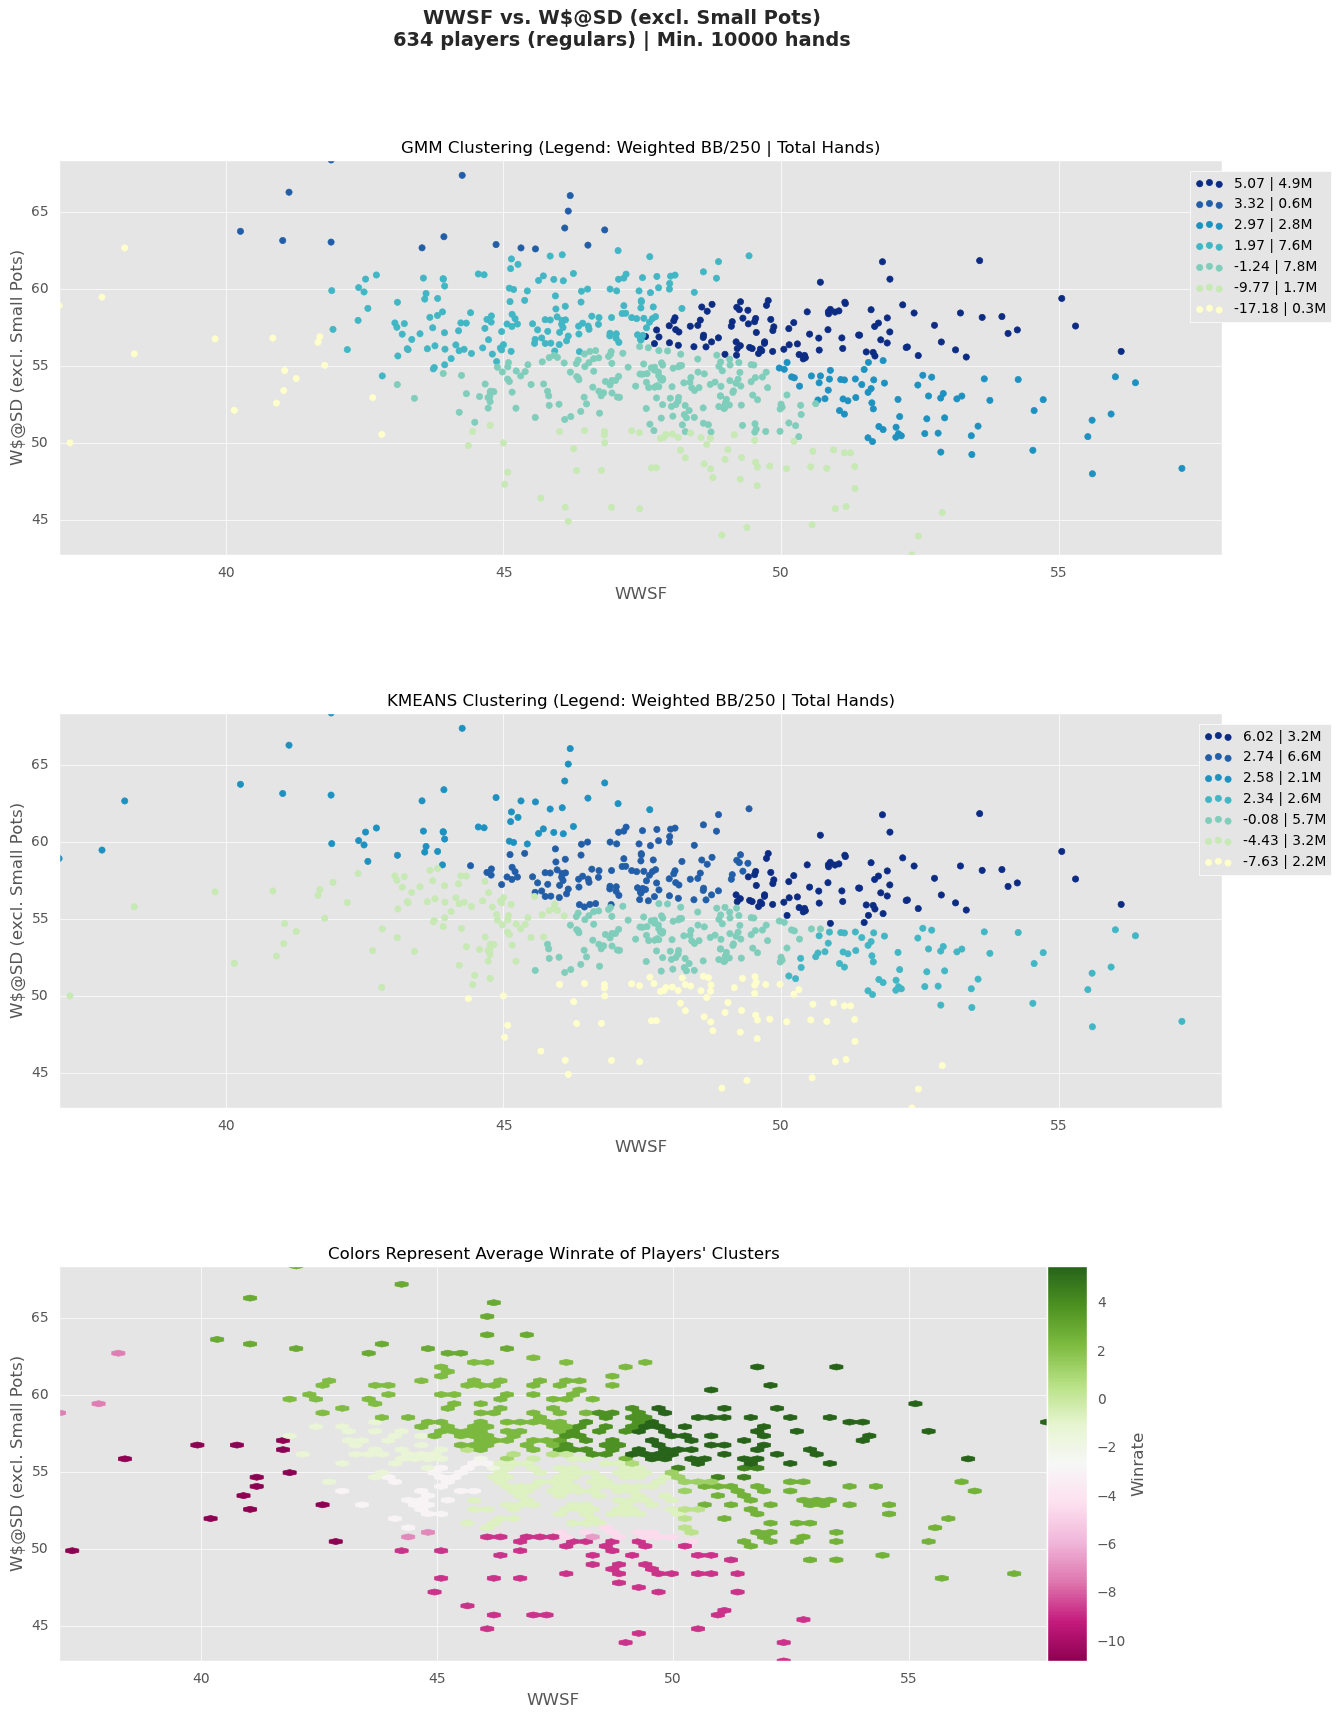 WWSF vs. W$@SD (excl. Small Pots)
634 players (regulars) | Min. 10000 hands
GMM Clustering (Legend: Weighted BB/250 | Total Hands)
5.07 | 4.9M
3.32 | 0.6M
2.97 | 2.8M
1.97 | 7.6M
-1.24 | 7.8M
-9.77 | 1.7M
-17.18 | 0.3M
W$@SD (excl. Small Pots)
65
60
55
50
45
40 45 50 55
WWSF
KMEANS Clustering (Legend: Weighted BB/250 | Total Hands)
6.02 | 3.2M
2.74 | 6.6M
2.58 | 2.1M
2.34 | 2.6M
-0.08 | 5.7M
-4.43 | 3.2M
-7.63 | 2.2M
W$@SD (excl. Small Pots)
65
60
55
50
45
40 45 50 55
WWSF
Colors Represent Average Winrate of Players' Clusters
W$@SD (excl. Small Pots)
65
60
55
50
45
40 45 50 55
WWSF
4
2
0
−2
−4
−6
−8
−10
Winrate